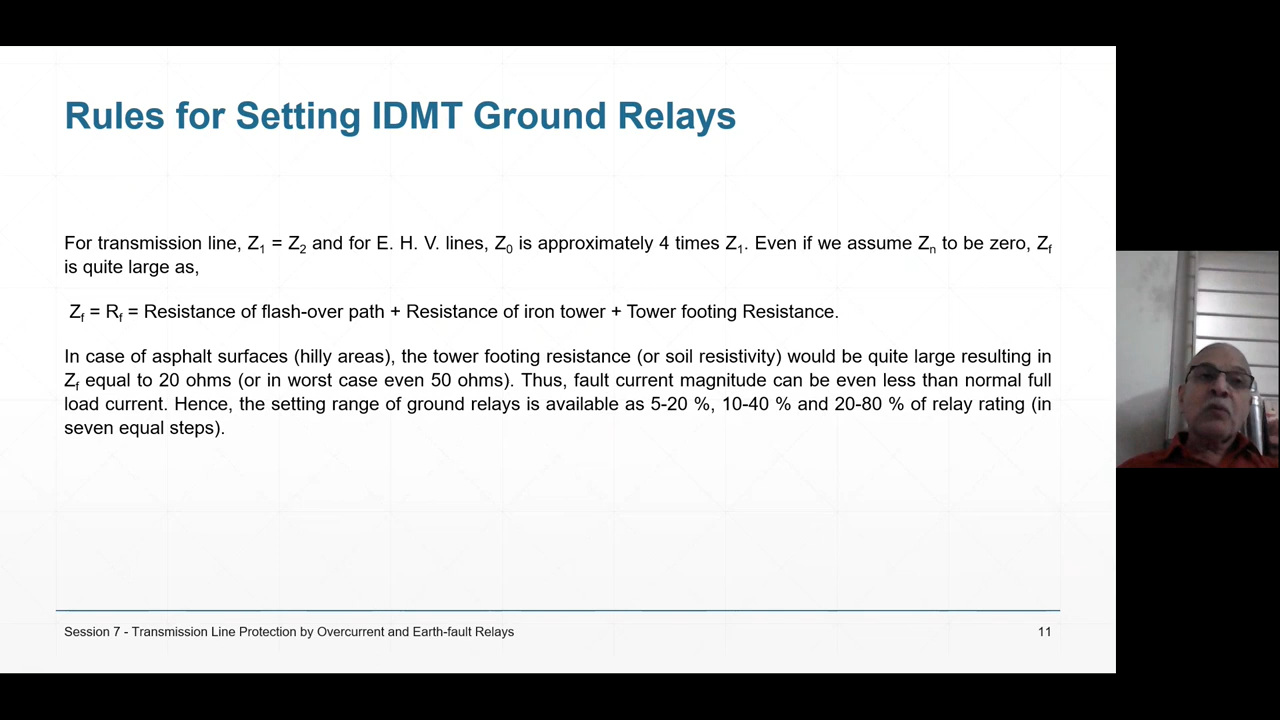 Rules for Setting IDMT Ground Relays
For transmission line, Z₁ = Z₂ and for E. H. V. lines, Z₀ is approximately 4 times Z₁. Even if we assume Zₙ to be zero, Z_f
is quite large as,
Z_f = R_f = Resistance of flash-over path + Resistance of iron tower + Tower footing Resistance.
In case of asphalt surfaces (hilly areas), the tower footing resistance (or soil resistivity) would be quite large resulting in
Z_f equal to 20 ohms (or in worst case even 50 ohms). Thus, fault current magnitude can be even less than normal full
load current. Hence, the setting range of ground relays is available as 5-20 %, 10-40 % and 20-80 % of relay rating (in
seven equal steps).
Session 7 - Transmission Line Protection by Overcurrent and Earth-fault Relays
11